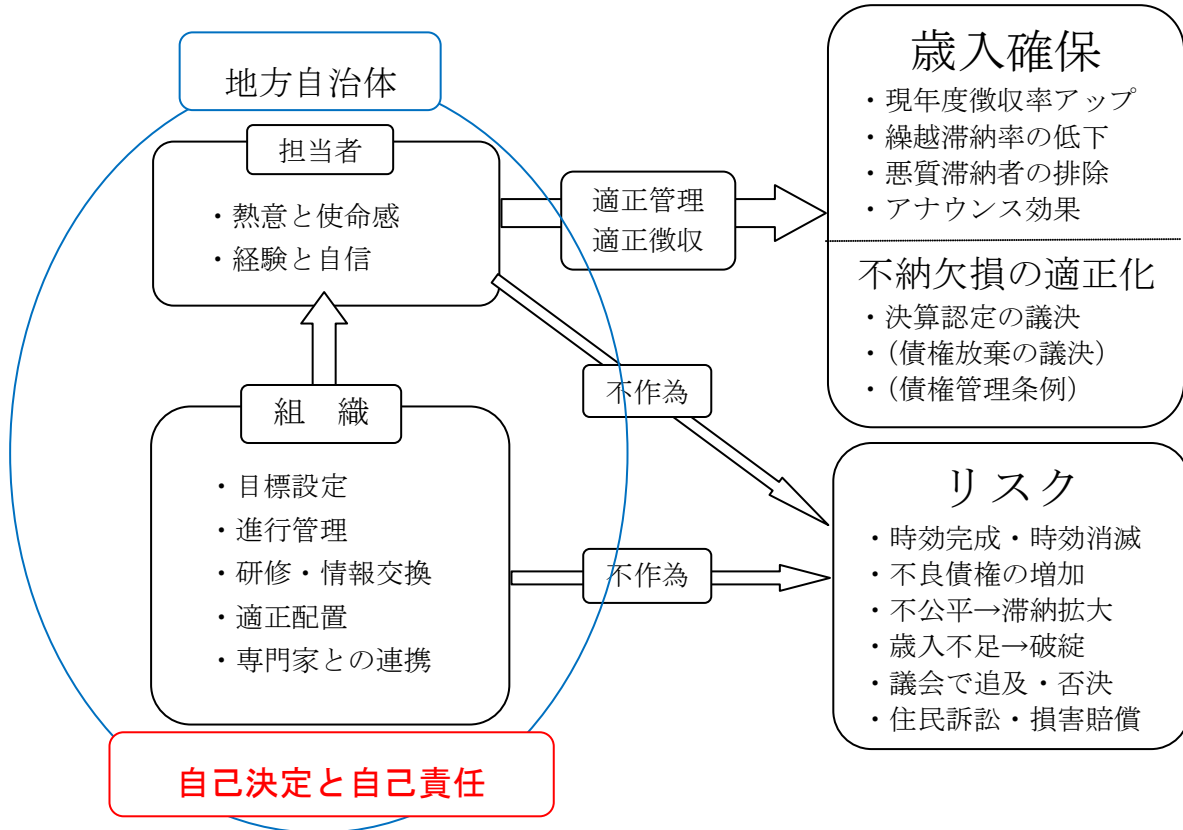 地方自治体
担当者
・熱意と使命感
・経験と自信
組　織
・目標設定
・進行管理
・研修・情報交換
・適正配置
・専門家との連携
自己決定と自己責任
適正管理
適正徴収
不作為
不作為
歳入確保
・現年度徴収率アップ
・繰越滞納率の低下
・悪質滞納者の排除
・アナウンス効果
不納欠損の適正化
・決算認定の議決
・(債権放棄の議決)
・(債権管理条例)
リスク
・時効完成・時効消滅
・不良債権の増加
・不公平→滞納拡大
・歳入不足→破綻
・議会で追及・否決
・住民訴訟・損害賠償